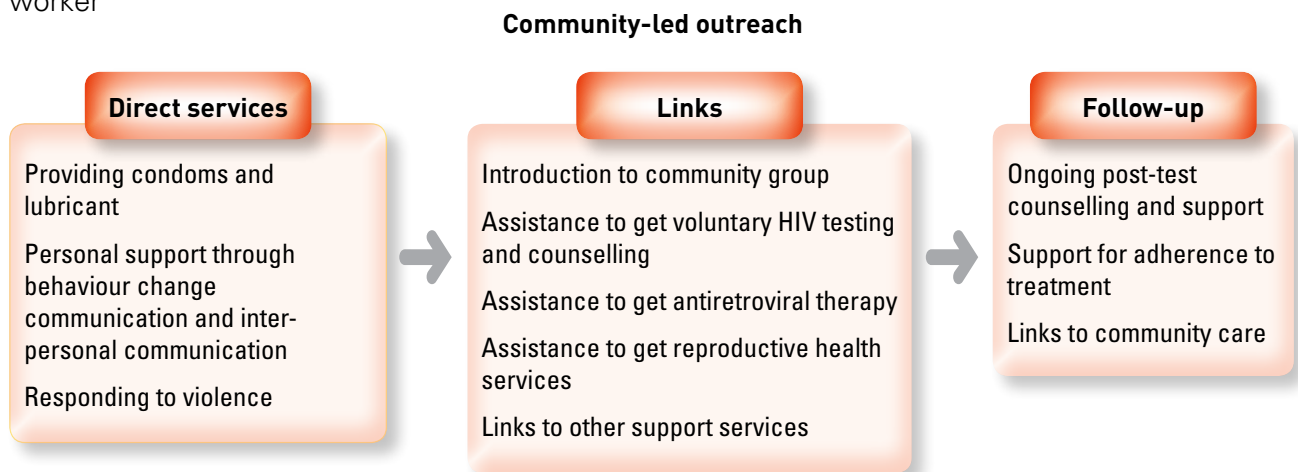 worker
Community-led outreach
Direct services
Providing condoms and
lubricant
Personal support through
behaviour change
communication and inter-
personal communication
Responding to violence
Links
Introduction to community group
Assistance to get voluntary HIV testing
and counselling
Assistance to get antiretroviral therapy
Assistance to get reproductive health
services
Links to other support services
Follow-up
Ongoing post-test
counselling and support
Support for adherence to
treatment
Links to community care